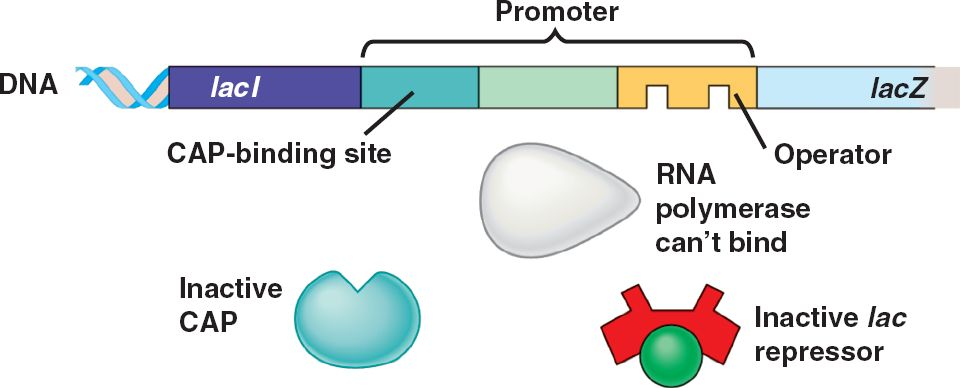 Promoter
DNA
lacI
lacZ
CAP-binding site
Operator
RNA
polymerase
can't bind
Inactive
CAP
Inactive lac
repressor